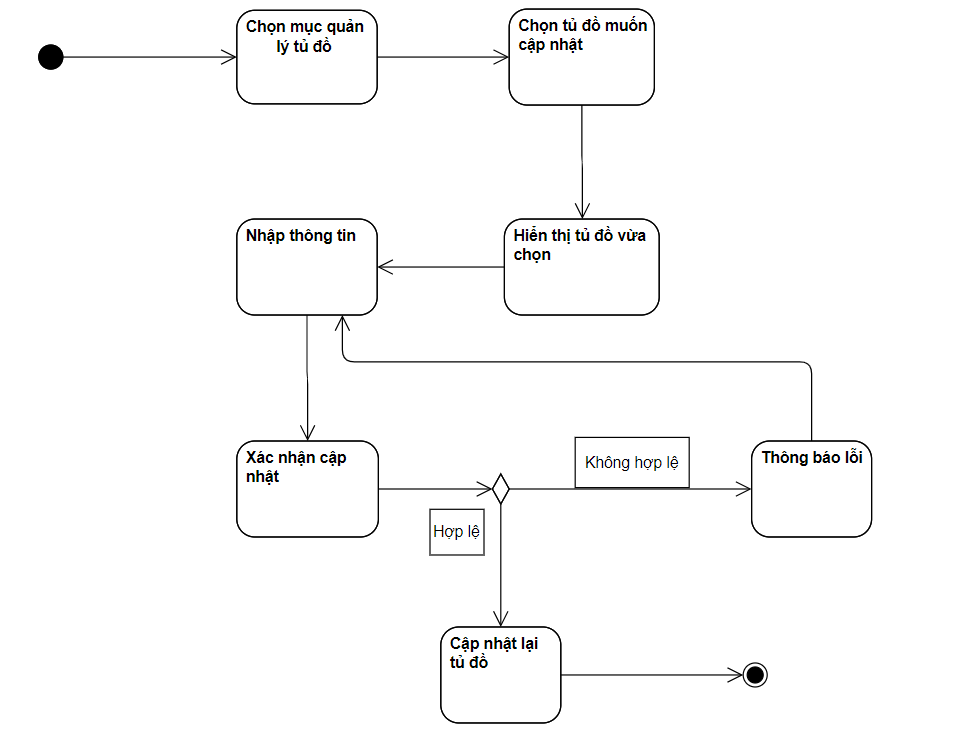 Chọn mục quản
lý tủ đồ
Chọn tủ đồ muốn
cập nhật
Nhập thông tin
Hiển thị tủ đồ vừa
chọn
Xác nhận cập
nhật
Không hợp lệ
Thông báo lỗi
Hợp lệ
Cập nhật lại
tủ đồ